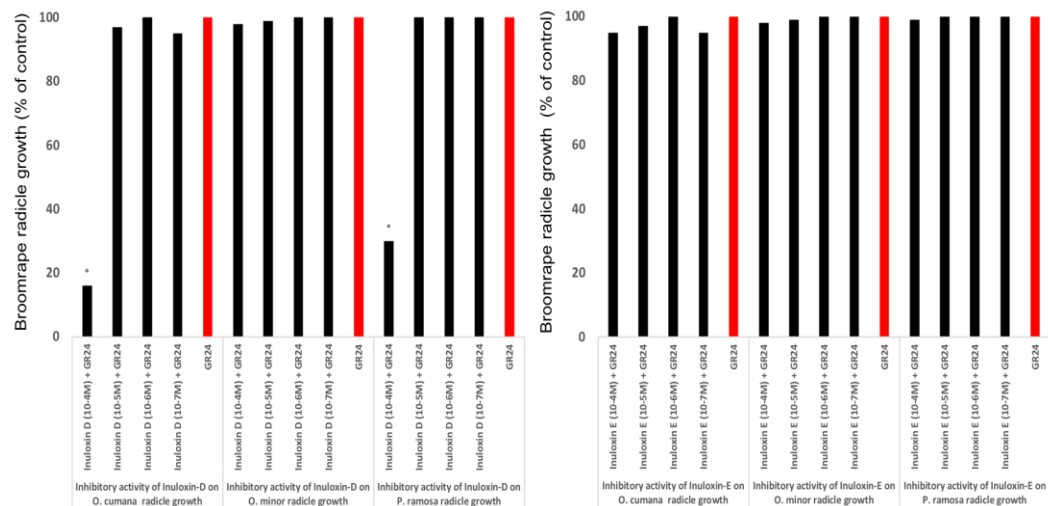 Broomrape radicle growth (% of control)
100
80
60
40
20
0
*
*
Inuloxin D (10-4M) + GR24
Inuloxin D (10-5M) + GR24
Inuloxin D (10-6M) + GR24
Inuloxin D (10-7M) + GR24
GR24
Inuloxin D (10-4M) + GR24
Inuloxin D (10-5M) + GR24
Inuloxin D (10-6M) + GR24
Inuloxin D (10-7M) + GR24
GR24
Inuloxin D (10-4M) + GR24
Inuloxin D (10-5M) + GR24
Inuloxin D (10-6M) + GR24
Inuloxin D (10-7M) + GR24
GR24
Inhibitory activity of Inuloxin-D on
O. cumana radicle growth
Inhibitory activity of Inuloxin-D on
O. minor radicle growth
Inhibitory activity of Inuloxin-D on
P. ramosa radicle growth
Broomrape radicle growth (% of control)
100
80
60
40
20
0
Inuloxin E (10-4M) + GR24
Inuloxin E (10-5M) + GR24
Inuloxin E (10-6M) + GR24
Inuloxin E (10-7M) + GR24
GR24
Inuloxin E (10-4M) + GR24
Inuloxin E (10-5M) + GR24
Inuloxin E (10-6M) + GR24
Inuloxin E (10-7M) + GR24
GR24
Inuloxin E (10-4M) + GR24
Inuloxin E (10-5M) + GR24
Inuloxin E (10-6M) + GR24
Inuloxin E (10-7M) + GR24
GR24
Inhibitory activity of Inuloxin-E on
O. cumana radicle growth
Inhibitory activity of Inuloxin-E on
O. minor radicle growth
Inhibitory activity of Inuloxin-E on
P. ramosa radicle growth